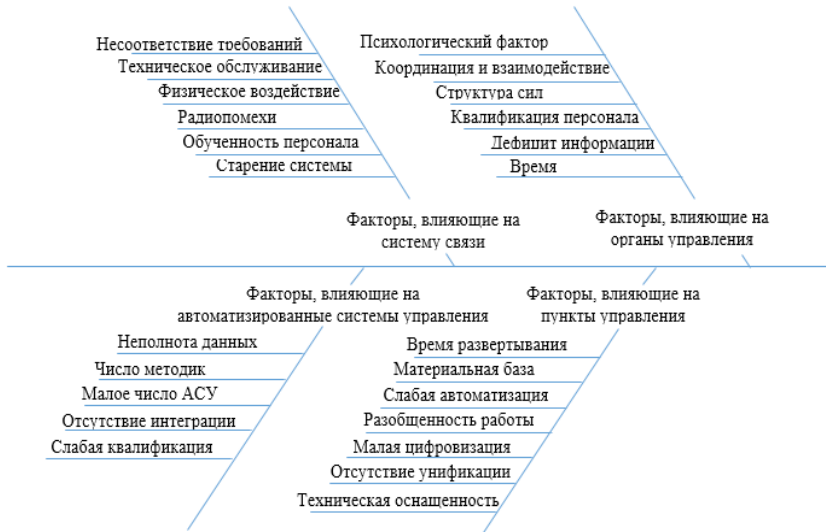 Несоответствие требований
Техническое обслуживание
Физическое воздействие
Радиопомехи
Обученность персонала
Старение системы
Факторы, влияющие на
систему связи
Психологический фактор
Координация и взаимодействие
Структура сил
Квалификация персонала
Дефицит информации
Время
Факторы, влияющие на
органы управления
Факторы, влияющие на
автоматизированные системы управления
Неполнота данных
Число методик
Малое число АСУ
Отсутствие интеграции
Слабая квалификация
Факторы, влияющие на
пункты управления
Время развертывания
Материальная база
Слабая автоматизация
Разобщенность работы
Малая цифровизация
Отсутствие унификации
Техническая оснащенность